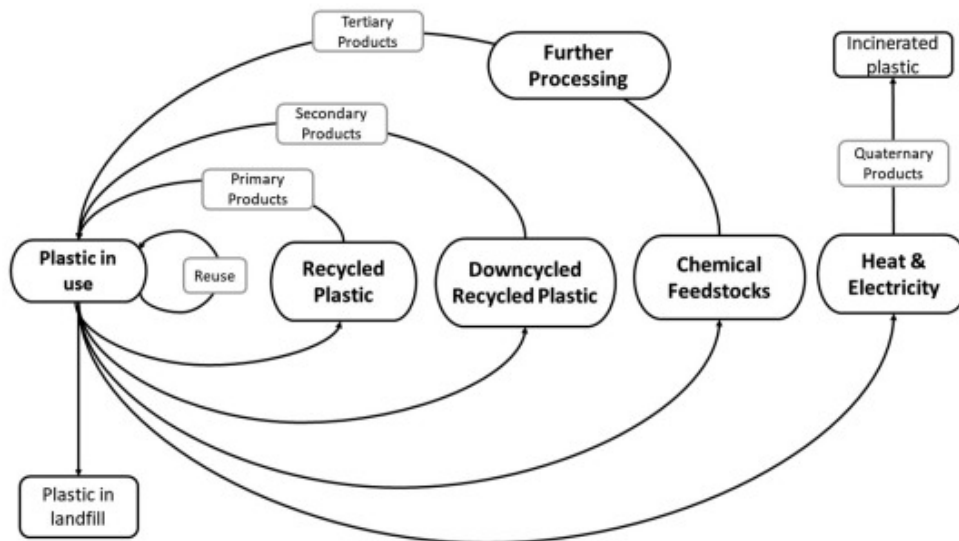 Tertiary
Products
Further
Processing
Incinerated
plastic
Secondary
Products
Quaternary
Products
Primary
Products
Plastic in
use
Reuse
Recycled
Plastic
Downcycled
Recycled Plastic
Chemical
Feedstocks
Heat &
Electricity
Plastic in
landfill